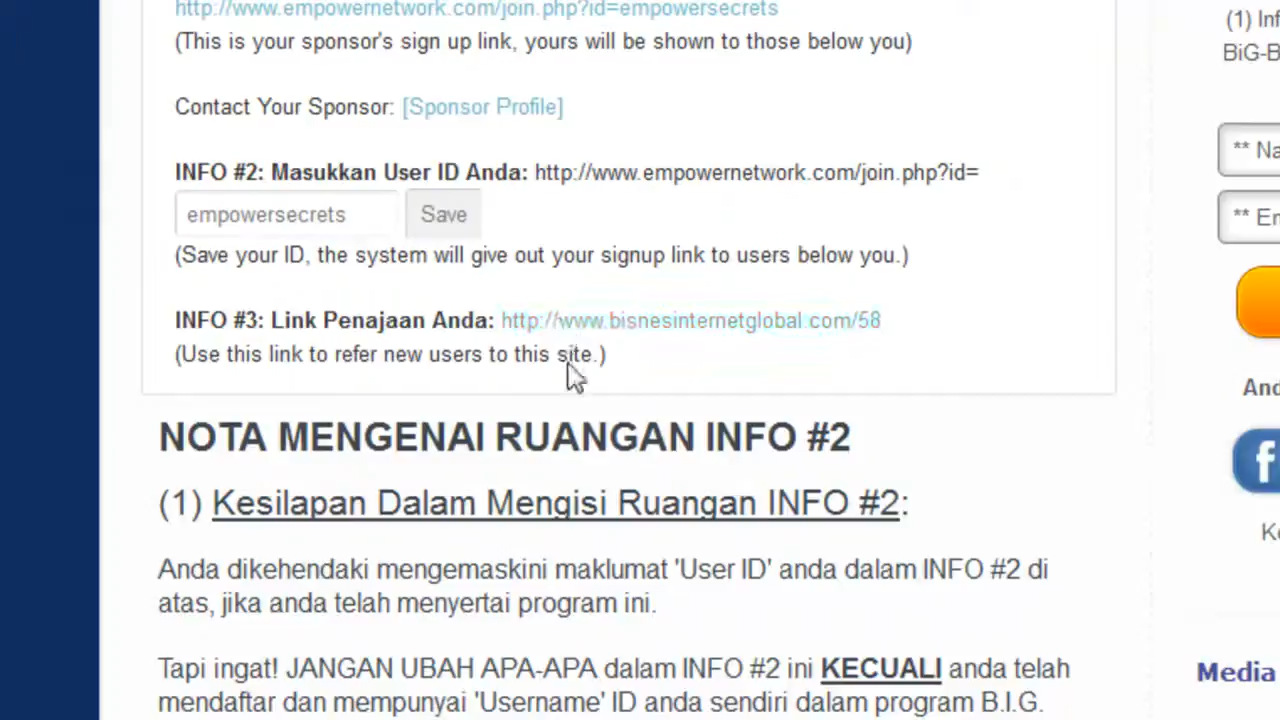 http://www.empowernetwork.com/join.php?id=empowersecrets
(This is your sponsor's sign up link, yours will be shown to those below you)
Contact Your Sponsor: [Sponsor Profile]
INFO #2: Masukkan User ID Anda: http://www.empowernetwork.com/join.php?id=
empowersecrets Save
(Save your ID, the system will give out your signup link to users below you.)
INFO #3: Link Penajaan Anda: http://www.bisnesinternetglobal.com/58
(Use this link to refer new users to this site.)
NOTA MENGENAI RUANGAN INFO #2
(1) Kesilapan Dalam Mengisi Ruangan INFO #2:
Anda dikehendaki mengemaskini maklumat 'User ID' anda dalam INFO #2 di
atas, jika anda telah menyertai program ini.
Tapi ingat! JANGAN UBAH APA-APA dalam INFO #2 ini KECUALI anda telah
mendaftar dan mempunyai 'Username' ID anda sendiri dalam program B.I.G.
(1)
BiG-B
**
**
f
Media